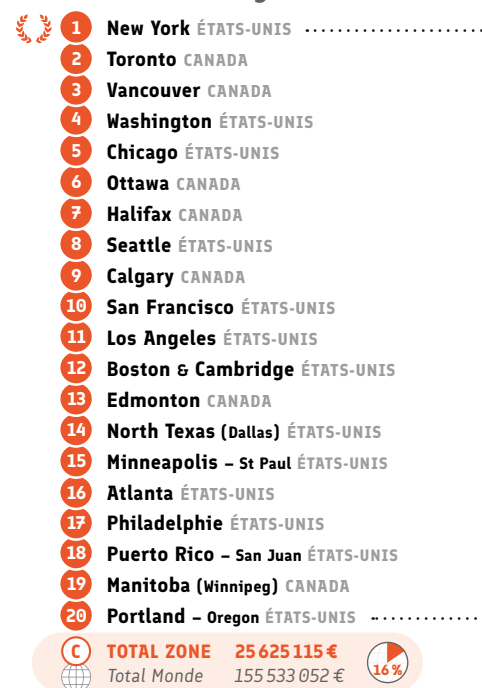 1 New York ÉTATS-UNIS
2 Toronto CANADA
3 Vancouver CANADA
4 Washington ÉTATS-UNIS
5 Chicago ÉTATS-UNIS
6 Ottawa CANADA
7 Halifax CANADA
8 Seattle ÉTATS-UNIS
9 Calgary CANADA
10 San Francisco ÉTATS-UNIS
11 Los Angeles ÉTATS-UNIS
12 Boston & Cambridge ÉTATS-UNIS
13 Edmonton CANADA
14 North Texas (Dallas) ÉTATS-UNIS
15 Minneapolis – St Paul ÉTATS-UNIS
16 Atlanta ÉTATS-UNIS
17 Philadelphie ÉTATS-UNIS
18 Puerto Rico – San Juan ÉTATS-UNIS
19 Manitoba (Winnipeg) CANADA
20 Portland – Oregon ÉTATS-UNIS
C TOTAL ZONE 25 625 115 €
Total Monde 155 533 052 € 16 %